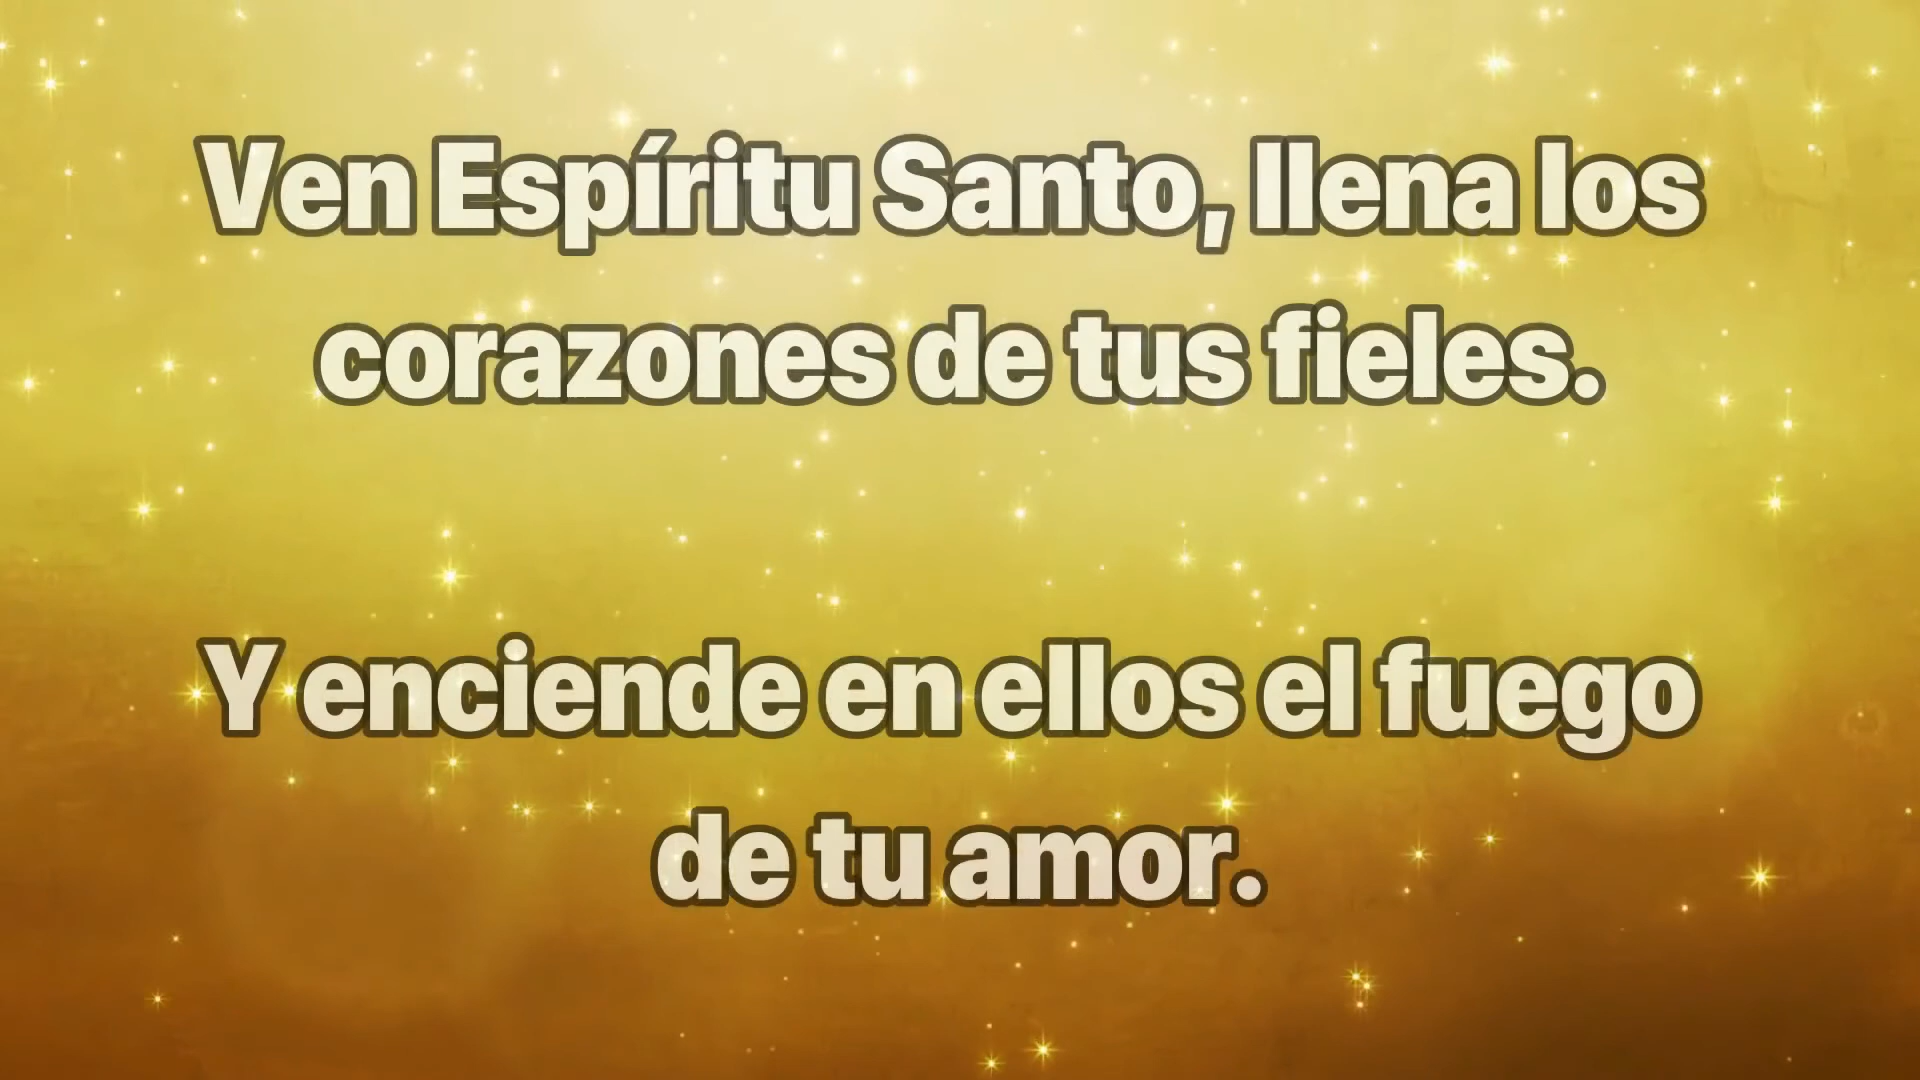 Ven Espíritu Santo, llena los
corazones de tus fieles.
Y enciende en ellos el fuego
de tu amor.